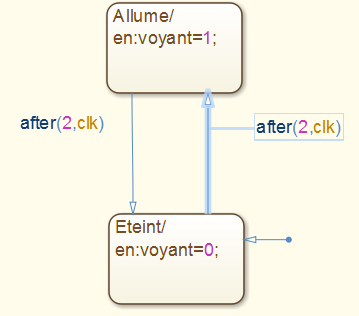 Allume/
en:voyant=1;
after(2,clk)
after(2,clk)
Eteint/
en:voyant=0;